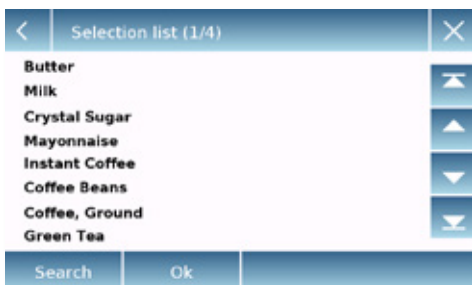 Selection list (1/4)
Butter
Milk
Crystal Sugar
Mayonnaise
Instant Coffee
Coffee Beans
Coffee, Ground
Green Tea
Search
Ok